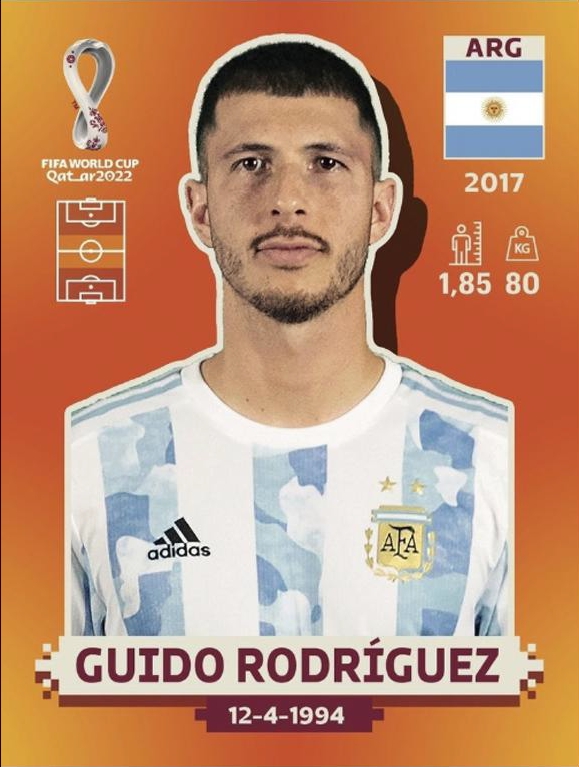 FIFA WORLD CUP
Qatar2022
ARG
2017
KG
1,85 80
adidas
AFA
GUIDO RODRÍGUEZ
12-4-1994